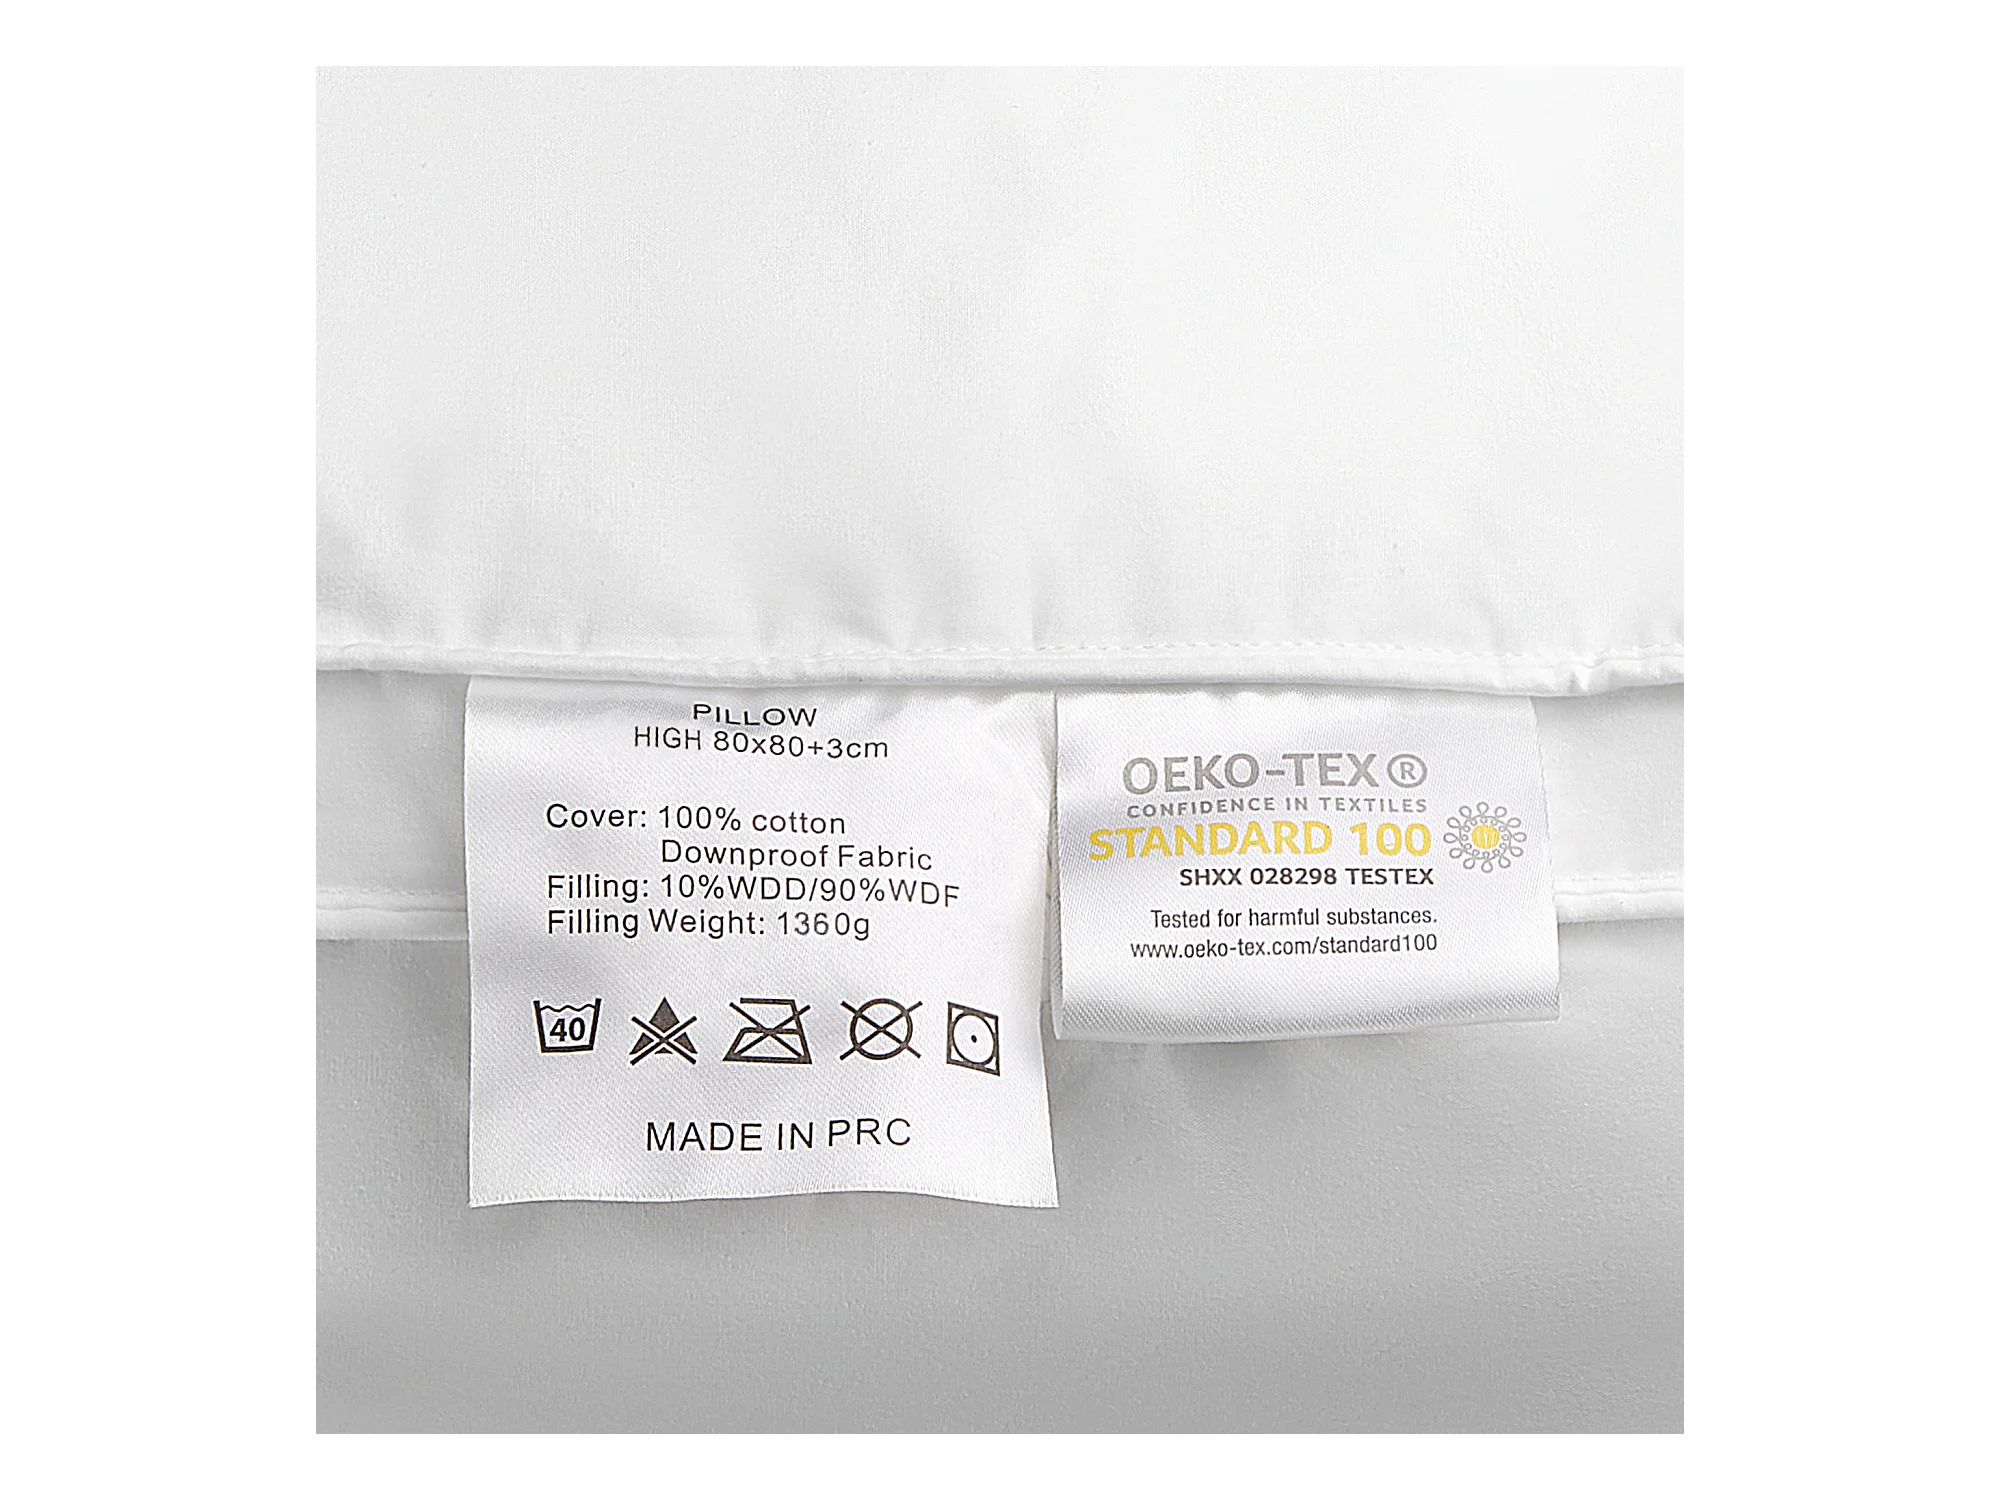 PILLOW
HIGH 80x80+3cm
Cover: 100% cotton
Downproof Fabric
Filling: 10%WDD/90%WDF
Filling Weight: 1360g
40
MADE IN PRC
OEKO-TEX®
CONFIDENCE IN TEXTILES
STANDARD 100
SHXX 028298 TESTEX
Tested for harmful substances.
www.oeko-tex.com/standard100